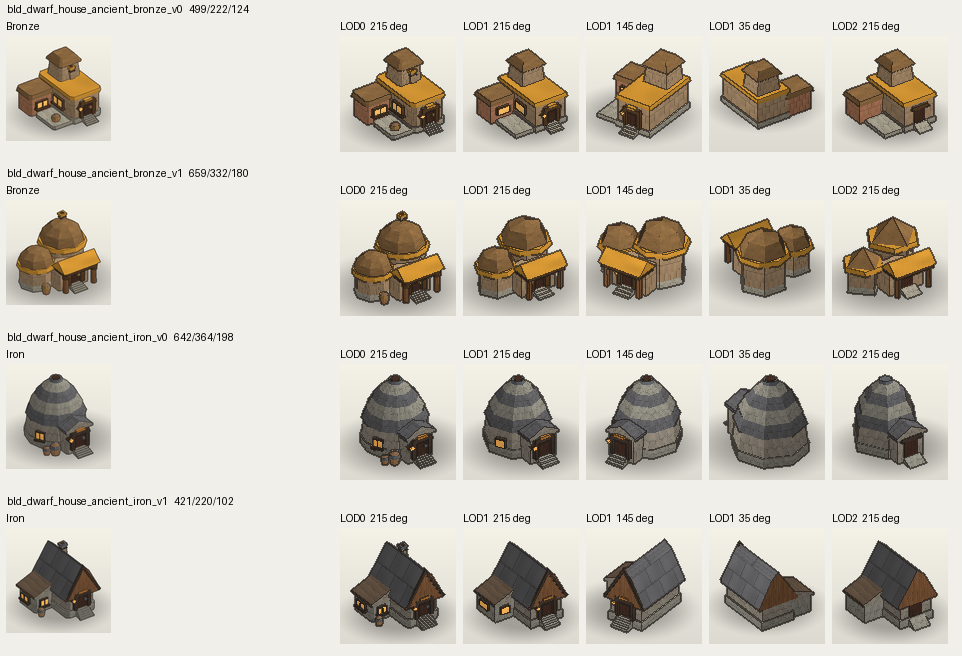 bld_dwarf_house_ancient_bronze_v0 499/222/124
Bronze LOD0 215 deg LOD1 215 deg LOD1 145 deg LOD1 35 deg LOD2 215 deg
bld_dwarf_house_ancient_bronze_v1 659/332/180
Bronze LOD0 215 deg LOD1 215 deg LOD1 145 deg LOD1 35 deg LOD2 215 deg
bld_dwarf_house_ancient_iron_v0 642/364/198
Iron LOD0 215 deg LOD1 215 deg LOD1 145 deg LOD1 35 deg LOD2 215 deg
bld_dwarf_house_ancient_iron_v1 421/220/102
Iron LOD0 215 deg LOD1 215 deg LOD1 145 deg LOD1 35 deg LOD2 215 deg